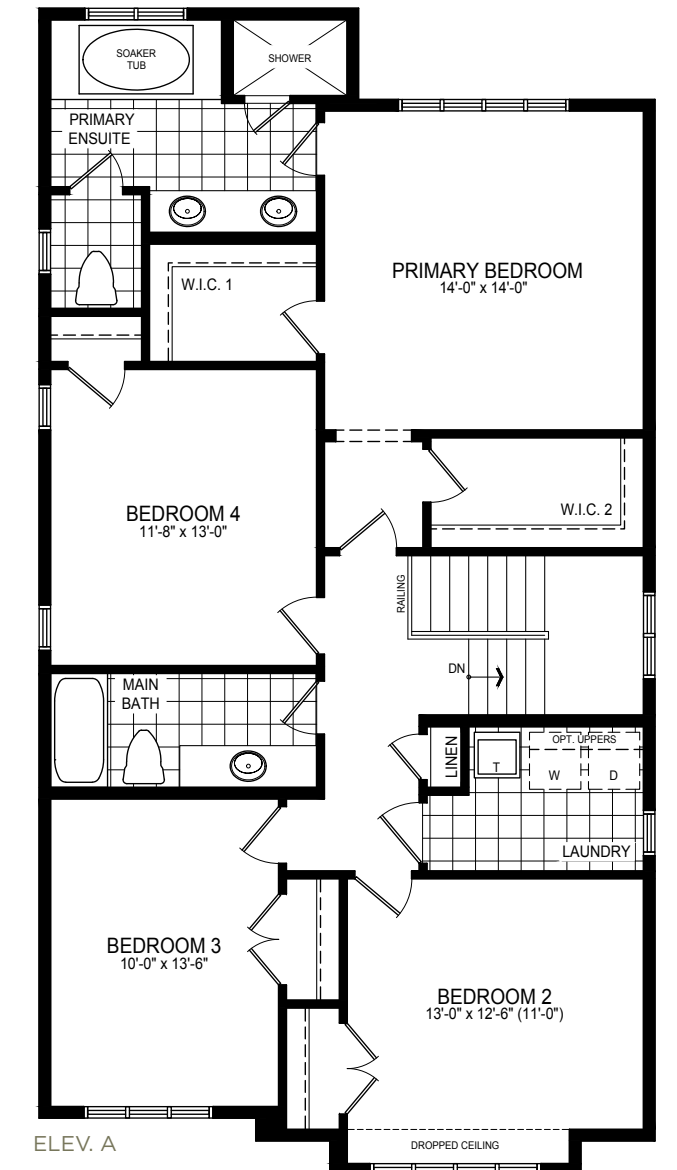 SOAKER
TUB
SHOWER
PRIMARY
ENSUITE
W.I.C. 1
PRIMARY BEDROOM
14'-0" x 14'-0"
BEDROOM 4
11'-8" x 13'-0"
W.I.C. 2
RAILING
DN
MAIN
BATH
LINEN
T
OPT. UPPERS
W
D
LAUNDRY
BEDROOM 3
10'-0" x 13'-6"
BEDROOM 2
13'-0" x 12'-6" (11'-0")
DROPPED CEILING
ELEV. A